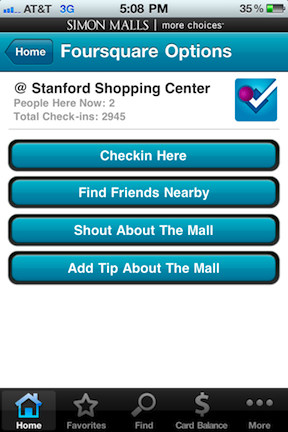 AT&T 3G 5:08 PM 35%
SIMON MALLS | more choices™
Home Foursquare Options
@ Stanford Shopping Center
People Here Now: 2
Total Check-ins: 2945
Checkin Here
Find Friends Nearby
Shout About The Mall
Add Tip About The Mall
Home Favorites Find Card Balance More